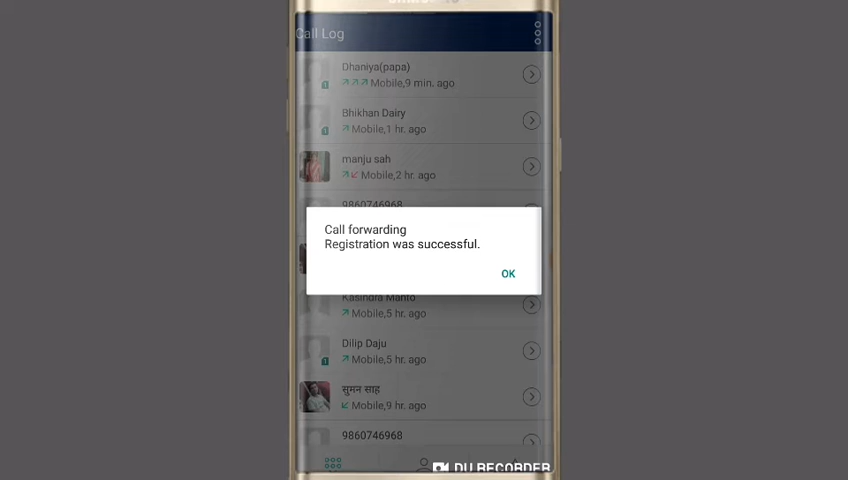 Call Log
Dhaniya(papa)
Mobile,9 min. ago
Bhikhan Dairy
Mobile,1 hr. ago
manju sah
Mobile,2 hr. ago
9860746968
Call forwarding
Registration was successful.
OK
Kasindra Mahto
Mobile,5 hr. ago
Dilip Daju
Mobile,5 hr. ago
सुमन साह
Mobile,9 hr. ago
9860746968
DU RECORDER